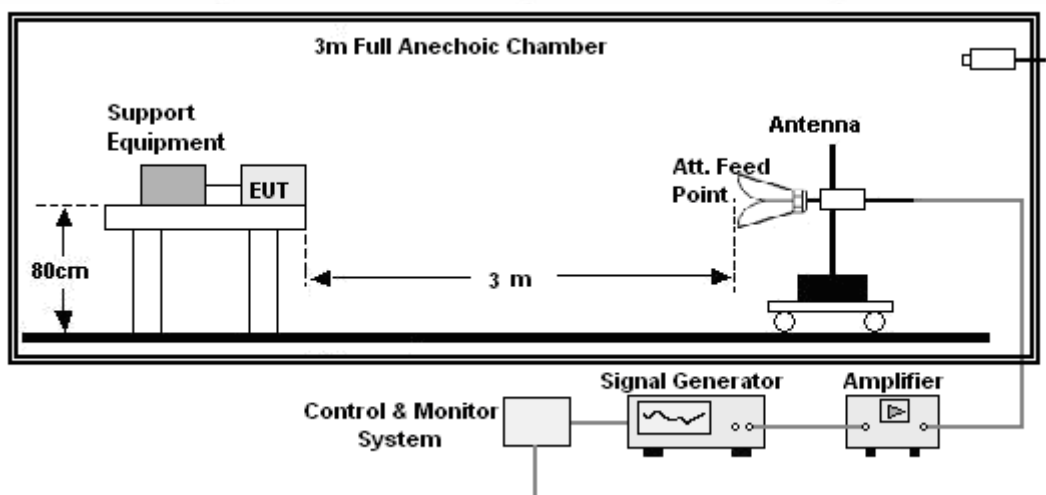 3m Full Anechoic Chamber
Support
Equipment
EUT
80cm
3 m
Antenna
Att. Feed
Point
Signal Generator
Amplifier
Control & Monitor
System